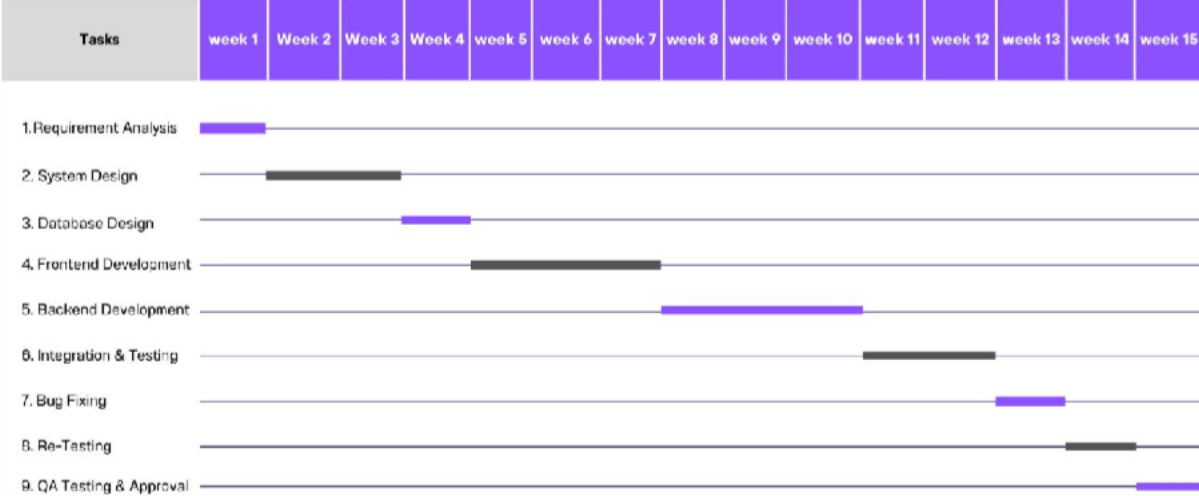 Tasks week 1 Week 2 Week 3 Week 4 week 5 week 6 week 7 week 8 week 9 week 10 week 11 week 12 week 13 week 14 week 15
1.Requirement Analysis
2. System Design
3. Database Design
4. Frontend Development
5. Backend Development
6. Integration & Testing
7. Bug Fixing
8. Re-Testing
9. QA Testing & Approval